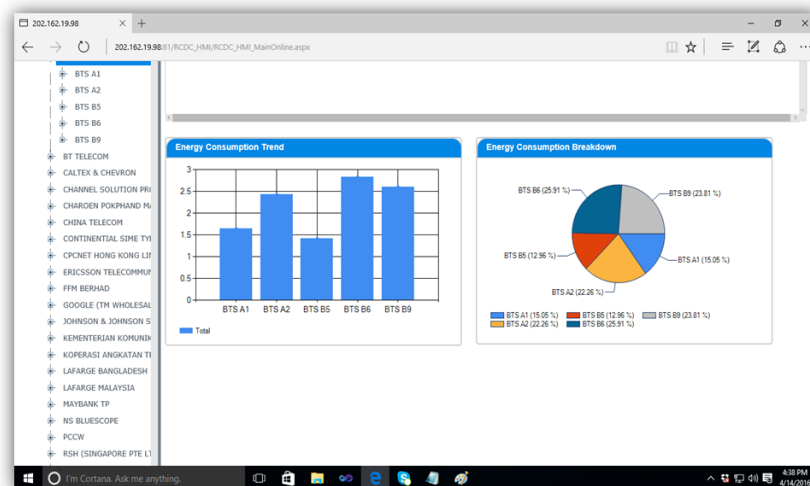 202.162.19.98
202.162.19.98:81/RCDC_HMI/RCDC_HMI_MainOnline.aspx
BTS A1
BTS A2
BTS B5
BTS B6
BTS B9
BT TELECOM
CALTEX & CHEVRON
CHANNEL SOLUTION PR
CHAROEN POKPHAND M
CHINA TELECOM
CONTINENTIAL SIME TY
CPCNET HONG KONG LI
ERICSSON TELECOMMU
FFM BERHAD
GOOGLE (TM WHOLESAL
JOHNSON & JOHNSON S
KEMENTERIAN KOMUNIK
KOPERASI ANGKATAN T
LAFARGE BANGLADESH
LAFARGE MALAYSIA
MAYBANK TP
NS BLUESCOPE
PCCW
RSH (SINGAPORE PTE L
Energy Consumption Trend
3
2.5
2
1.5
1
0.5
0
BTS A1 BTS A2 BTS B5 BTS B6 BTS B9
Total
Energy Consumption Breakdown
BTS B6 (25.91 %)
BTS B9 (23.81 %)
BTS B5 (12.96 %)
BTS A1 (15.05 %)
BTS A2 (22.26 %)
BTS A1 (15.05 %) BTS B5 (12.96 %) BTS B9 (23.81 %)
BTS A2 (22.26 %) BTS B6 (25.91 %)
I'm Cortana. Ask me anything.
4:38 PM